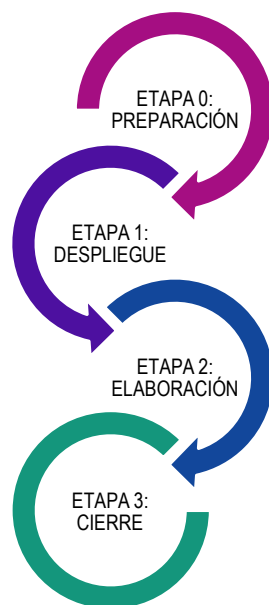 ETAPA 0:
PREPARACIÓN
ETAPA 1:
DESPLIEGUE
ETAPA 2:
ELABORACIÓN
ETAPA 3:
CIERRE